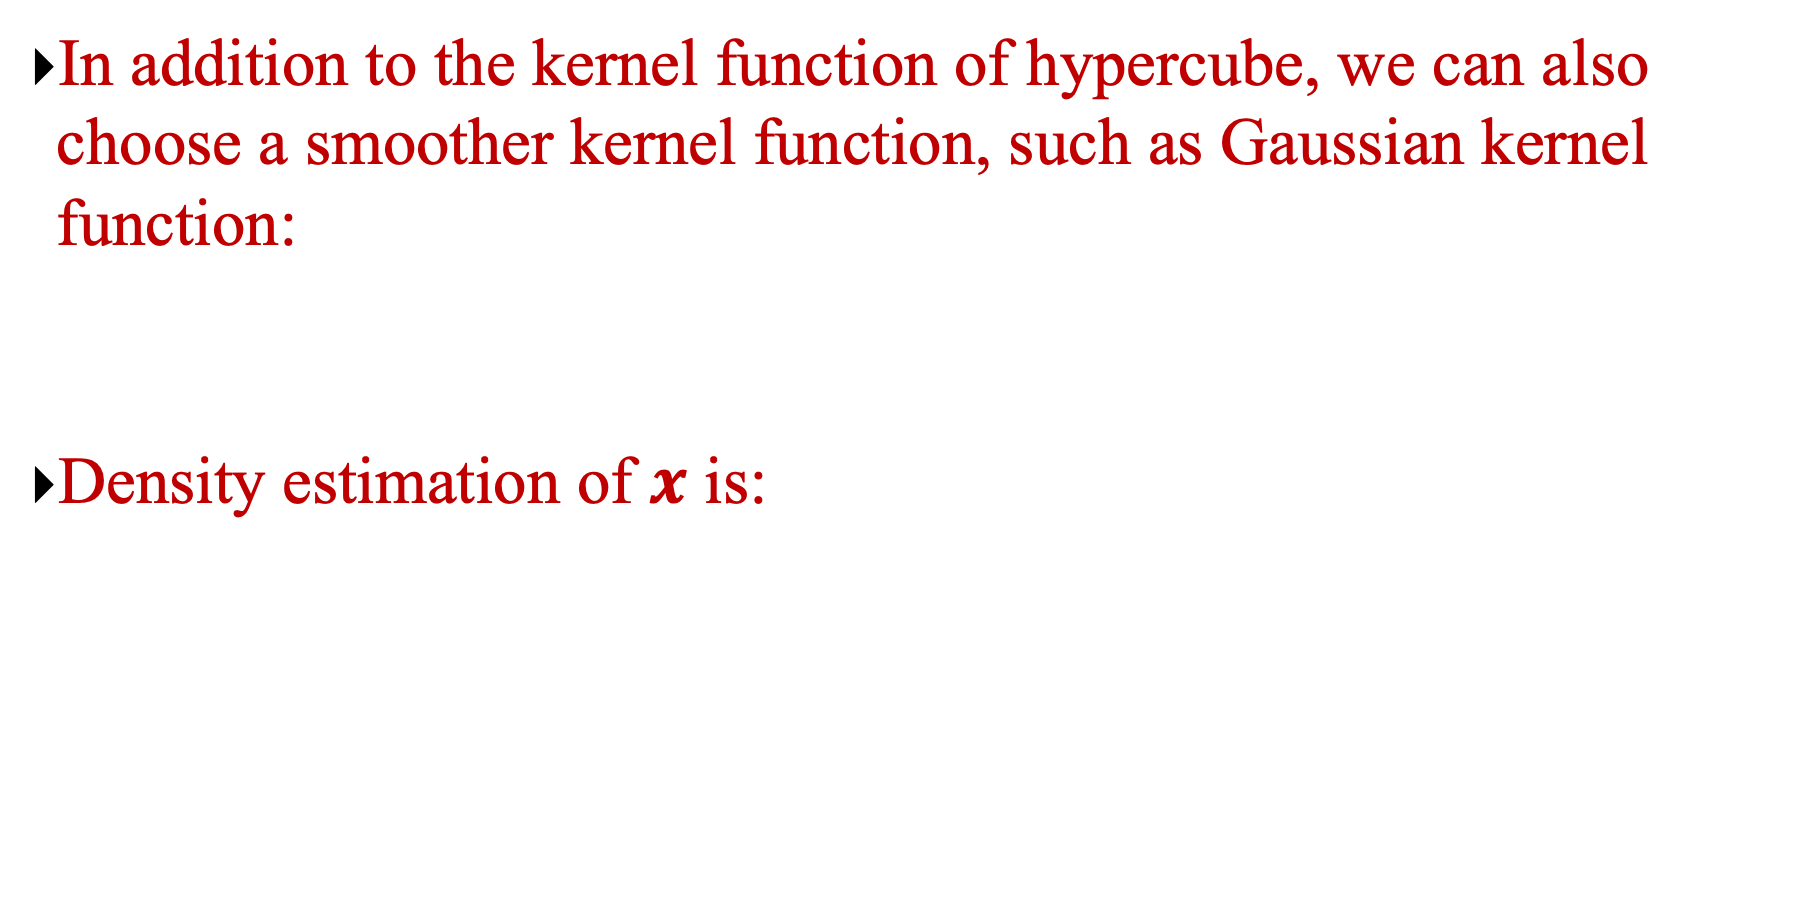 ▶In addition to the kernel function of hypercube, we can also
choose a smoother kernel function, such as Gaussian kernel
function:
▶Density estimation of x is: